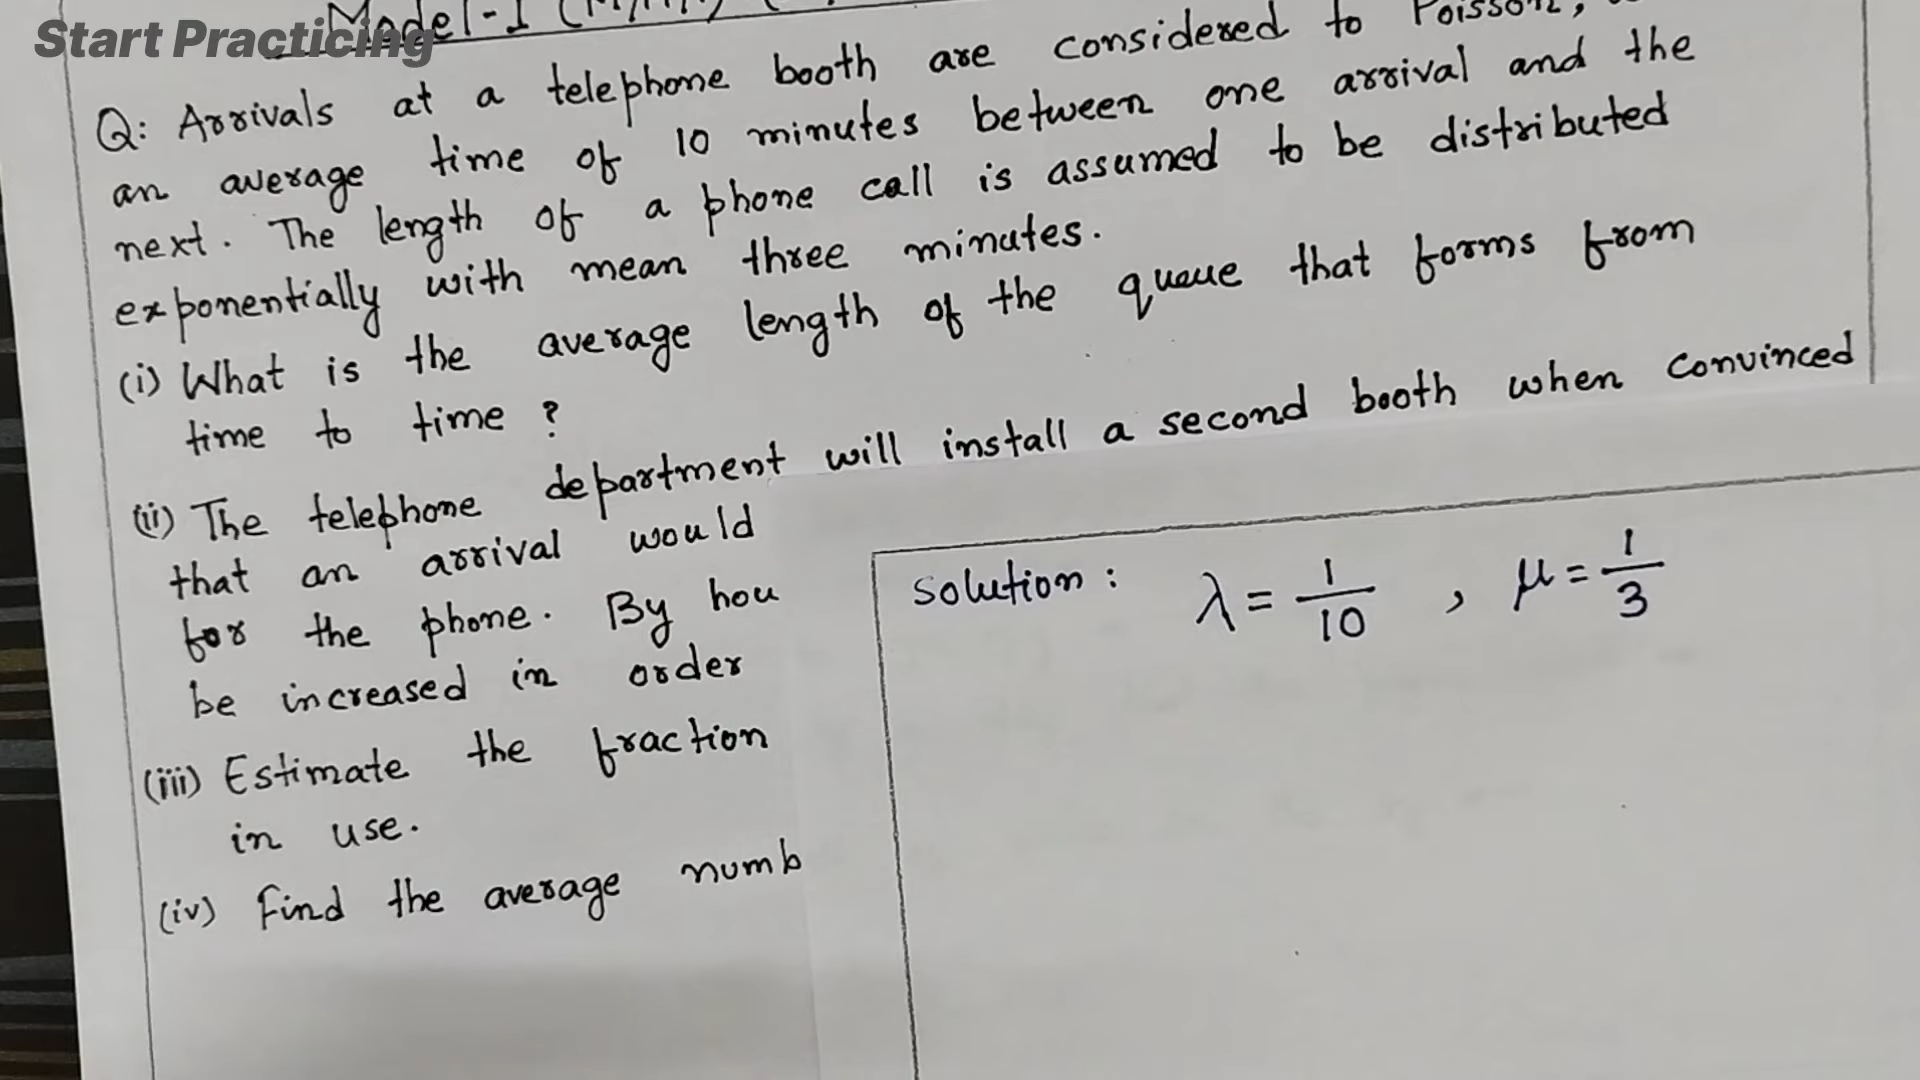 Start Practicing
Model-I
Q: Arrivals at a telephone booth are considered to Poisson,
an average time of 10 minutes between one arrival and the
next. The length of a phone call is assumed to be distributed
exponentially with mean three minutes.
(i) What is the average length of the queue that forms from
time to time ?
(ii) The telephone department will install a second booth when convinced
that an arrival would
for the phone. By
be increased in order
(iii) Estimate the fraction
in use.
(iv) Find the average numb
Solution : λ = 1/10 , μ = 1/3